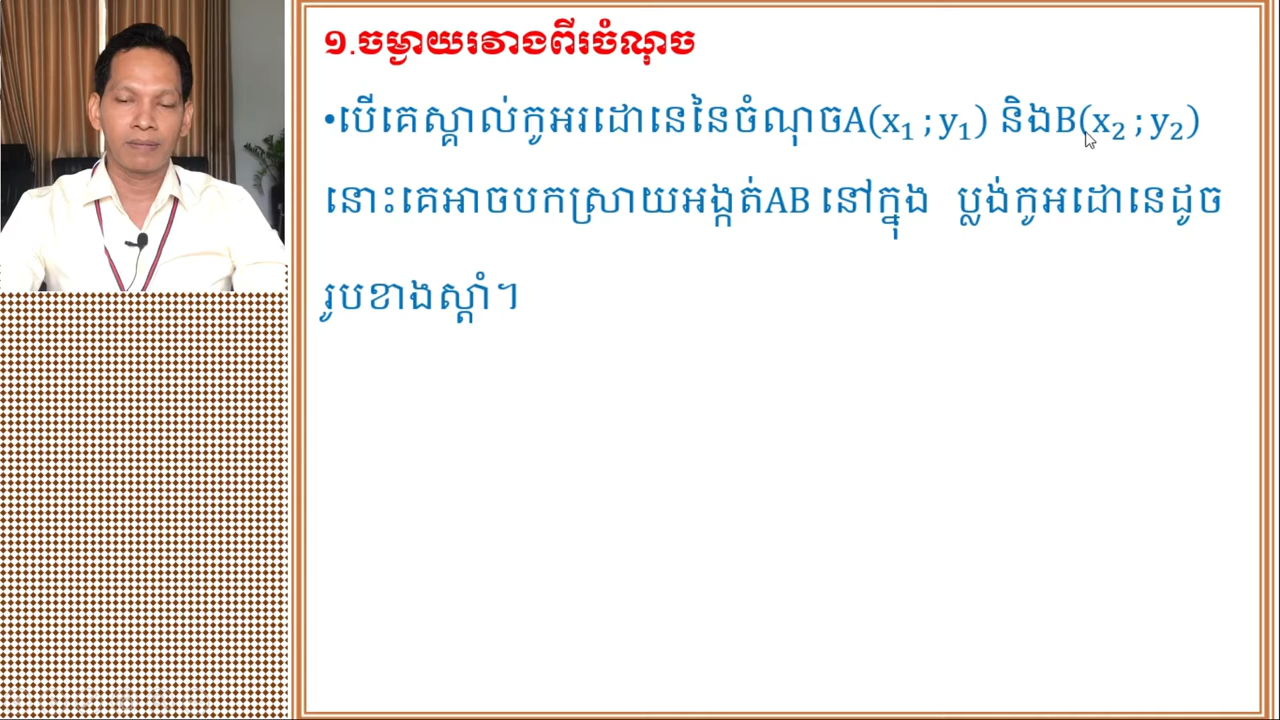 ១.ចម្ងាយរវាងពីរចំណុច
•បើគេស្គាល់កូអរដោនេនៃចំណុចA(x₁ ; y₁) និងB(x₂ ; y₂)
នោះគេអាចបកស្រាយអង្កត់AB នៅក្នុង ប្លង់កូអដោនេដូច
រូបខាងស្តាំ។